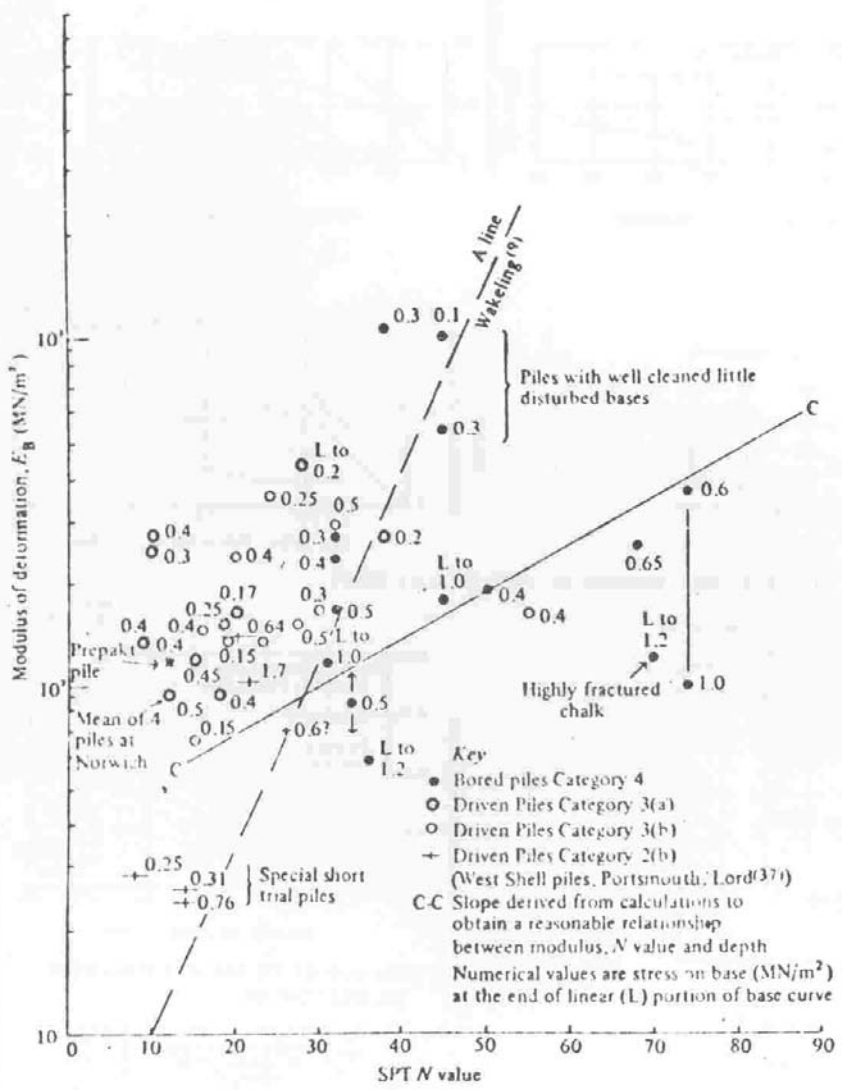 A line
Wakeling(9)
0.3 0.1
10³
Piles with well cleaned little
disturbed bases
C
0.3
L to
0.2
0.6
0.25
0.5
0.4
0.3
0.3
0.4
0.4
0.2
0.65
L to
1.0
0.17
0.4
0.25
0.3
0.5
0.4
0.4
0.4
0.64
0.5
L to
1.0
L to
1.2
Prepakt
pile
0.4
0.15
0.45
1.7
Highly fractured
chalk
1.0
Mean of 4
piles at
Norwich
0.5
0.4
0.5
0.15
0.6?
C
L to
1.2
Key
Bored piles Category 4
Driven Piles Category 3(a)
Driven Piles Category 3(b)
Driven Piles Category 2(b)
(West Shell piles, Portsmouth, Lord(37))
C-C Slope derived from calculations to
obtain a reasonable relationship
between modulus, N value and depth
Numerical values are stress on base (MN/m²)
at the end of linear (L) portion of base curve
0.25
0.31
0.76
Special short
trial piles
Modulus of deformation, E_B (MN/m²)
10
0 10 20 30 40 50 60 70 80 90
SPT N value